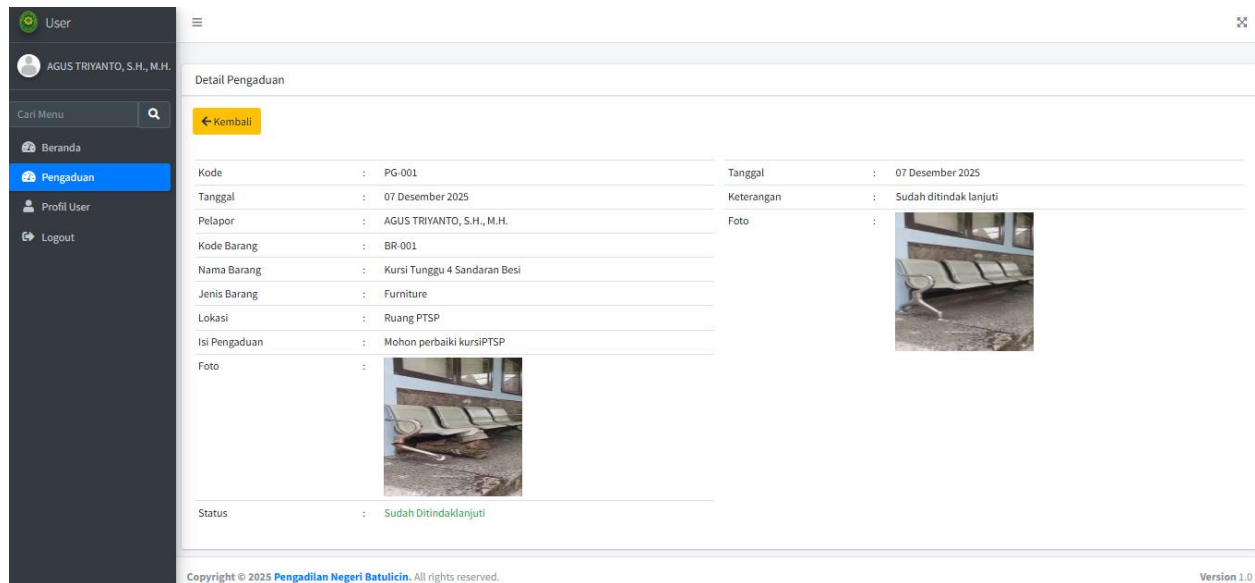 User
AGUS TRIYANTO, S.H., M.H.
Cari Menu
Beranda
Pengaduan
Profil User
Logout
Detail Pengaduan
Kembali
Kode : PG-001
Tanggal : 07 Desember 2025
Pelapor : AGUS TRIYANTO, S.H., M.H.
Kode Barang : BR-001
Nama Barang : Kursi Tunggu 4 Sandaran Besi
Jenis Barang : Furniture
Lokasi : Ruang PTSP
Isi Pengaduan : Mohon perbaiki kursiPTSP
Foto :
Status : Sudah Ditindaklanjuti
Tanggal : 07 Desember 2025
Keterangan : Sudah ditindak lanjuti
Foto :
Copyright © 2025 Pengadilan Negeri Batulicin. All rights reserved.
Version 1.0